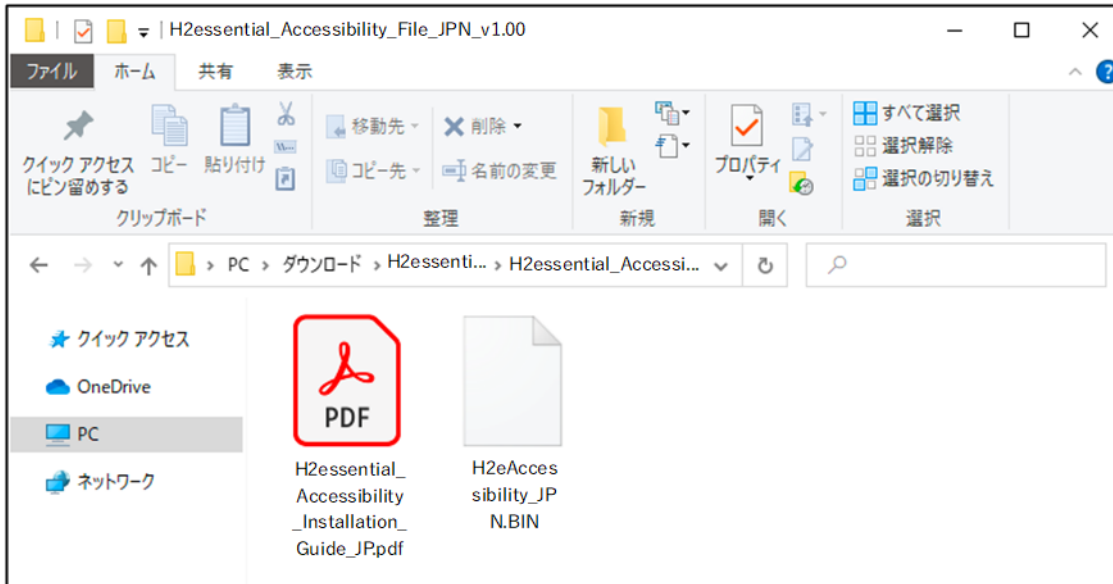 H2essential_Accessibility_File_JPN_v1.00
ファイル ホーム 共有 表示
クイック アクセス
にピン留めする
コピー
貼り付け
クリップボード
移動先
コピー先
削除
名前の変更
整理
新しい
フォルダー
新規
プロパティ
開く
すべて選択
選択解除
選択の切り替え
選択
PC › ダウンロード › H2essenti... › H2essential_Accessi...
クイック アクセス
OneDrive
PC
ネットワーク
PDF
H2essential_
Accessibility
_Installation_
Guide_JP.pdf
H2eAcces
sibility_JP
N.BIN